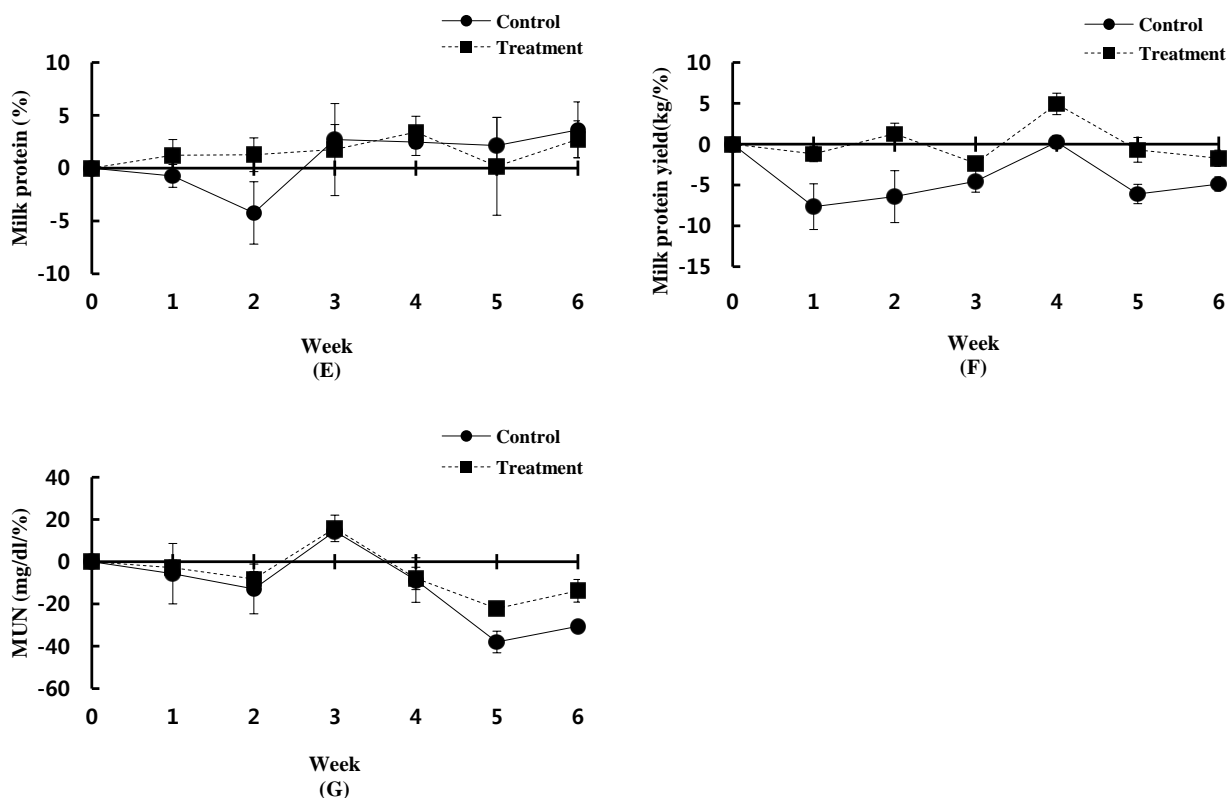 Control
Treatment
10
5
0
-5
-10
Milk protein (%)
0 1 2 3 4 5 6
Week
(E)
Control
Treatment
10
5
0
-5
-10
-15
Milk protein yield(kg/%)
0 1 2 3 4 5 6
Week
(F)
Control
Treatment
40
20
0
-20
-40
-60
MUN (mg/dl/%)
0 1 2 3 4 5 6
Week
(G)